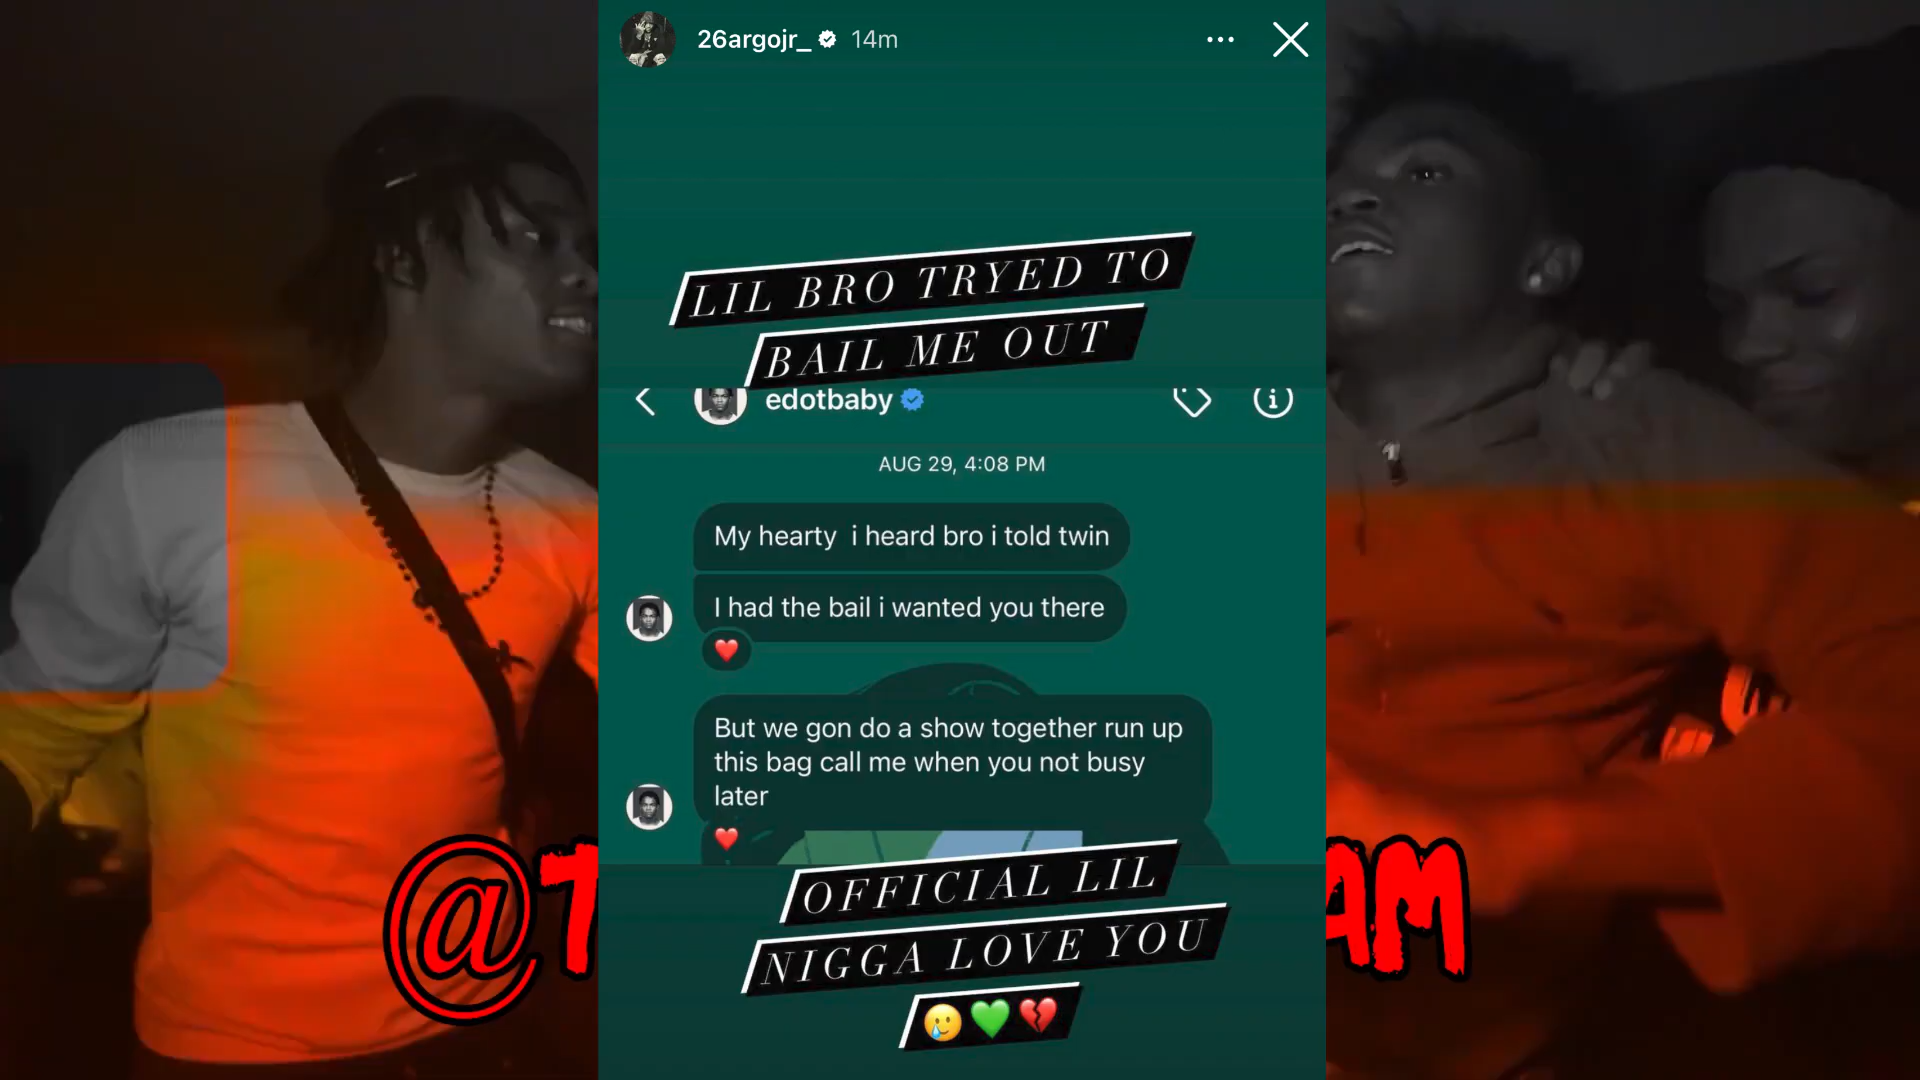 26argojr_ 14m
LIL BRO TRYED TO
BAIL ME OUT
edotbaby
AUG 29, 4:08 PM
My hearty i heard bro i told twin
I had the bail i wanted you there
❤️
But we gon do a show together run up
this bag call me when you not busy
later
❤️
OFFICIAL LIL
NIGGA LOVE YOU
🥲💚💔